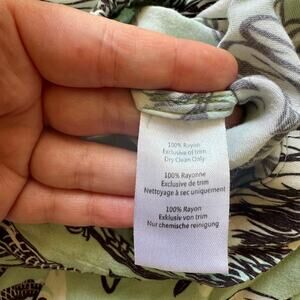 100% Rayon
Exclusive of trim
Dry Clean Only
100% Rayonne
Exclusive de trim
Nettoyage à sec uniquement
100% Rayon
Exklusiv von trim
Nur chemische reinigung